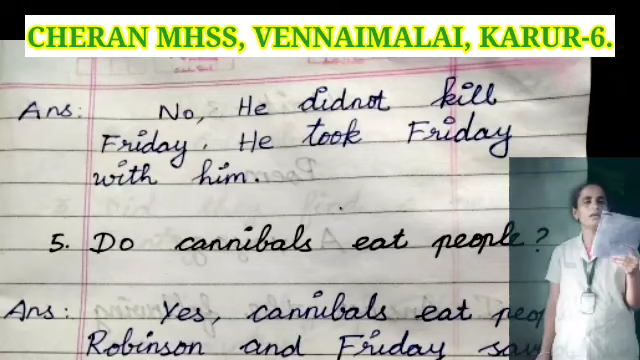 CHERAN MHSS, VENNAIMALAI, KARUR-6.
Ans: No, He didnot kill
Friday. He took Friday
with him.
5. Do cannibals eat people?
Ans: Yes, cannibals eat
Robinson and Friday